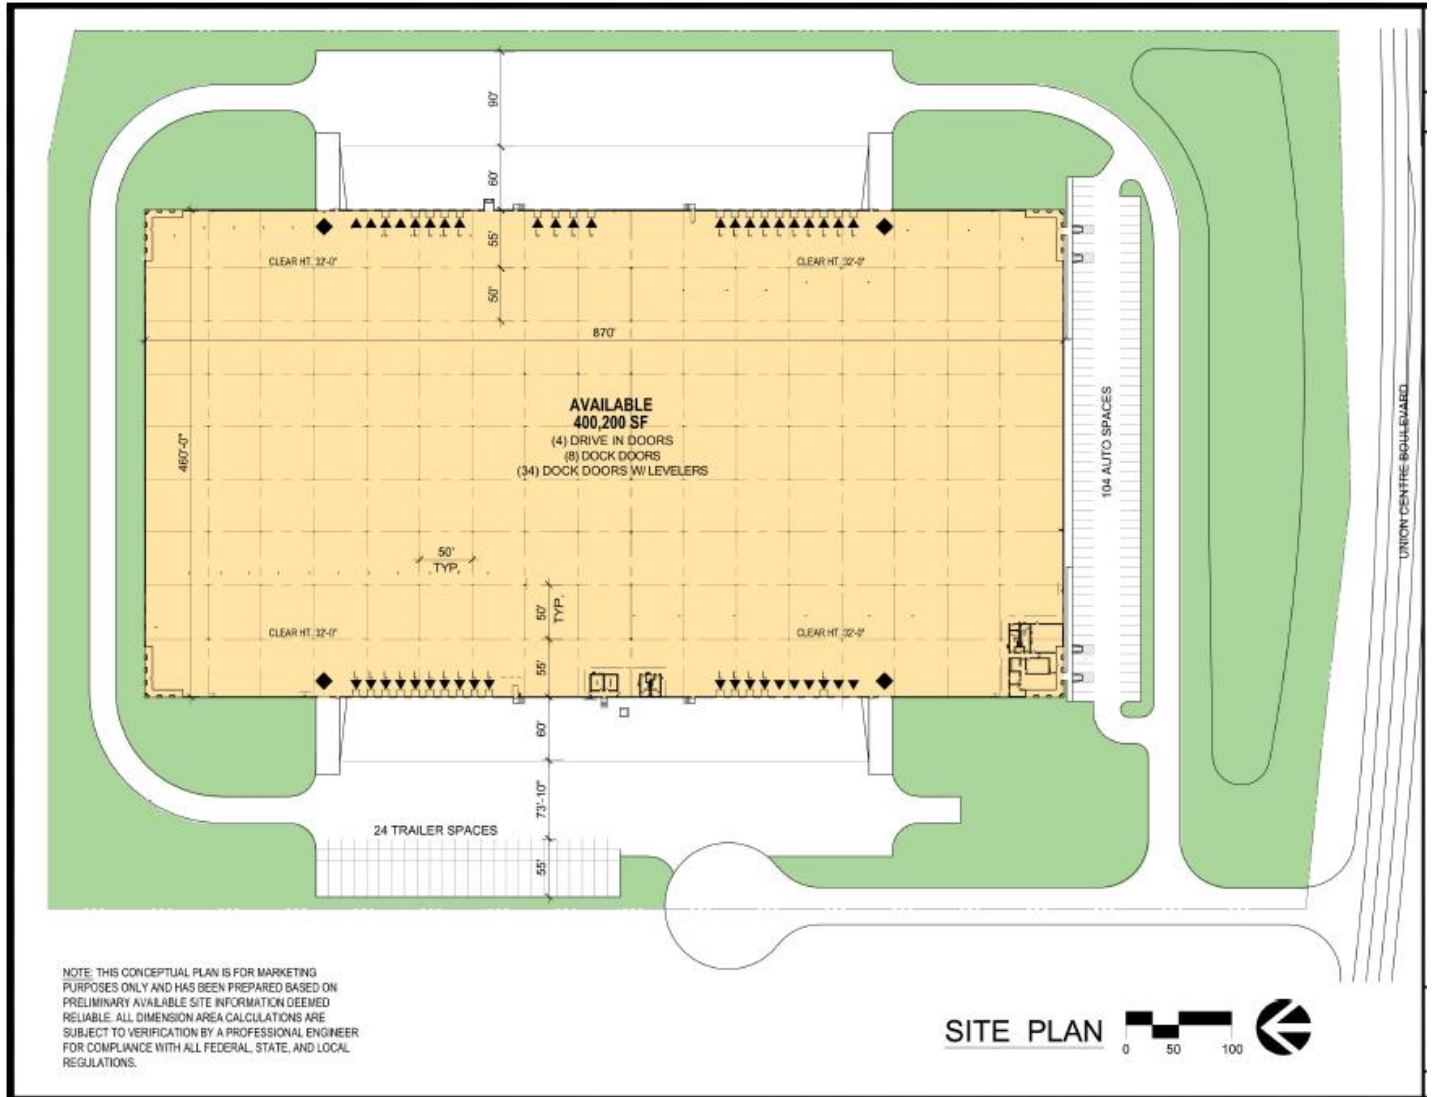 90'
60'
55'
CLEAR HT. 32'-0"
CLEAR HT. 32'-0"
50'
870'
AVAILABLE
400,200 SF
(4) DRIVE IN DOORS
(8) DOCK DOORS
(34) DOCK DOORS W/ LEVELERS
460'-0"
104 AUTO SPACES
UNION CENTRE BOULEVARD
50'
TYP.
50'
TYP.
CLEAR HT. 32'-0"
CLEAR HT. 32'-0"
55'
60'
73'-10"
24 TRAILER SPACES
55'
NOTE: THIS CONCEPTUAL PLAN IS FOR MARKETING
PURPOSES ONLY AND HAS BEEN PREPARED BASED ON
PRELIMINARY AVAILABLE SITE INFORMATION DEEMED
RELIABLE. ALL DIMENSION AREA CALCULATIONS ARE
SUBJECT TO VERIFICATION BY A PROFESSIONAL ENGINEER
FOR COMPLIANCE WITH ALL FEDERAL, STATE, AND LOCAL
REGULATIONS.
SITE PLAN
0 50 100